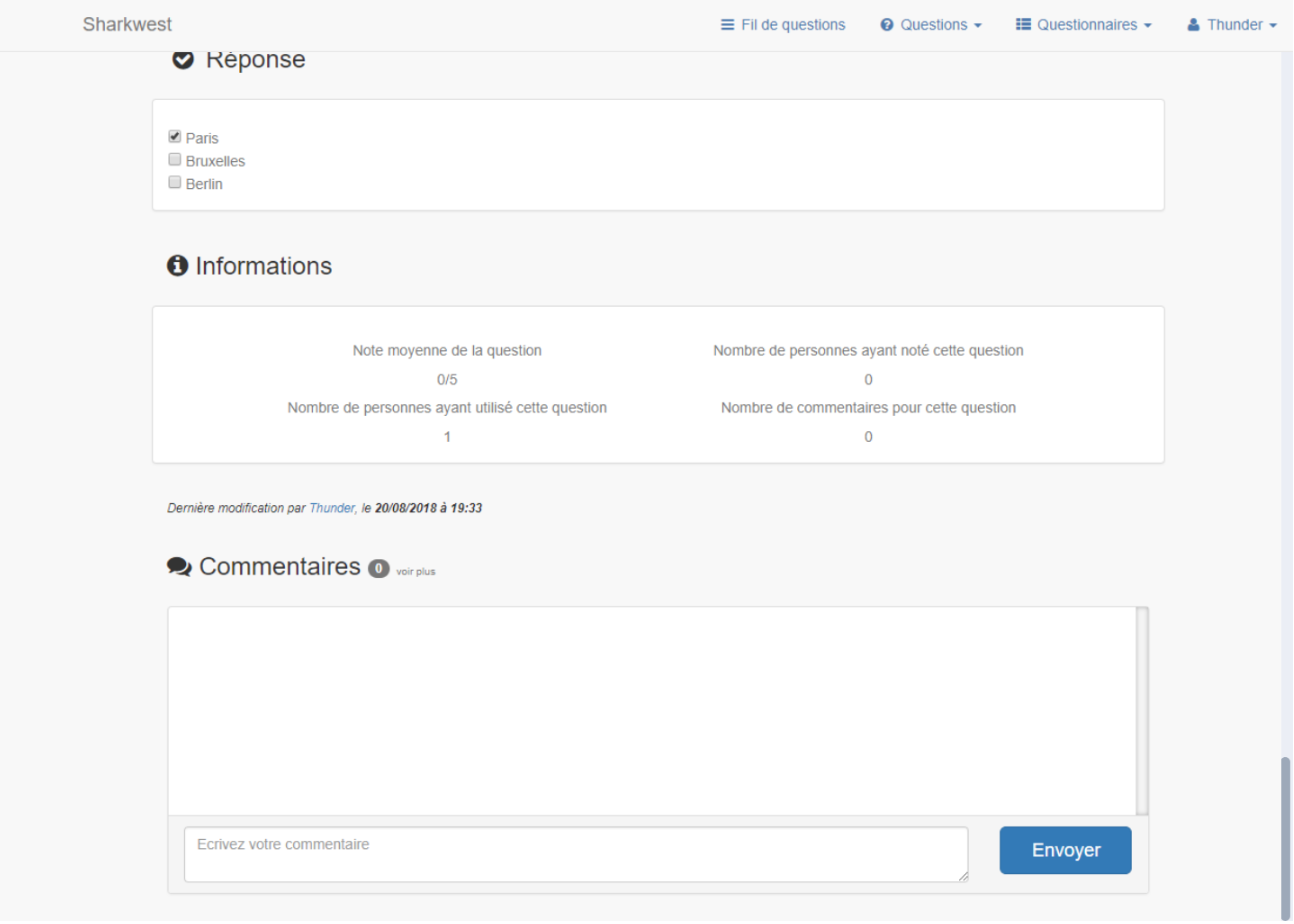 Sharkwest Fil de questions Questions Questionnaires Thunder
Réponse
Paris
Bruxelles
Berlin
Informations
Note moyenne de la question Nombre de personnes ayant noté cette question
0/5 0
Nombre de personnes ayant utilisé cette question Nombre de commentaires pour cette question
1 0
Dernière modification par Thunder, le 20/08/2018 à 19:33
Commentaires 0 voir plus
Ecrivez votre commentaire Envoyer